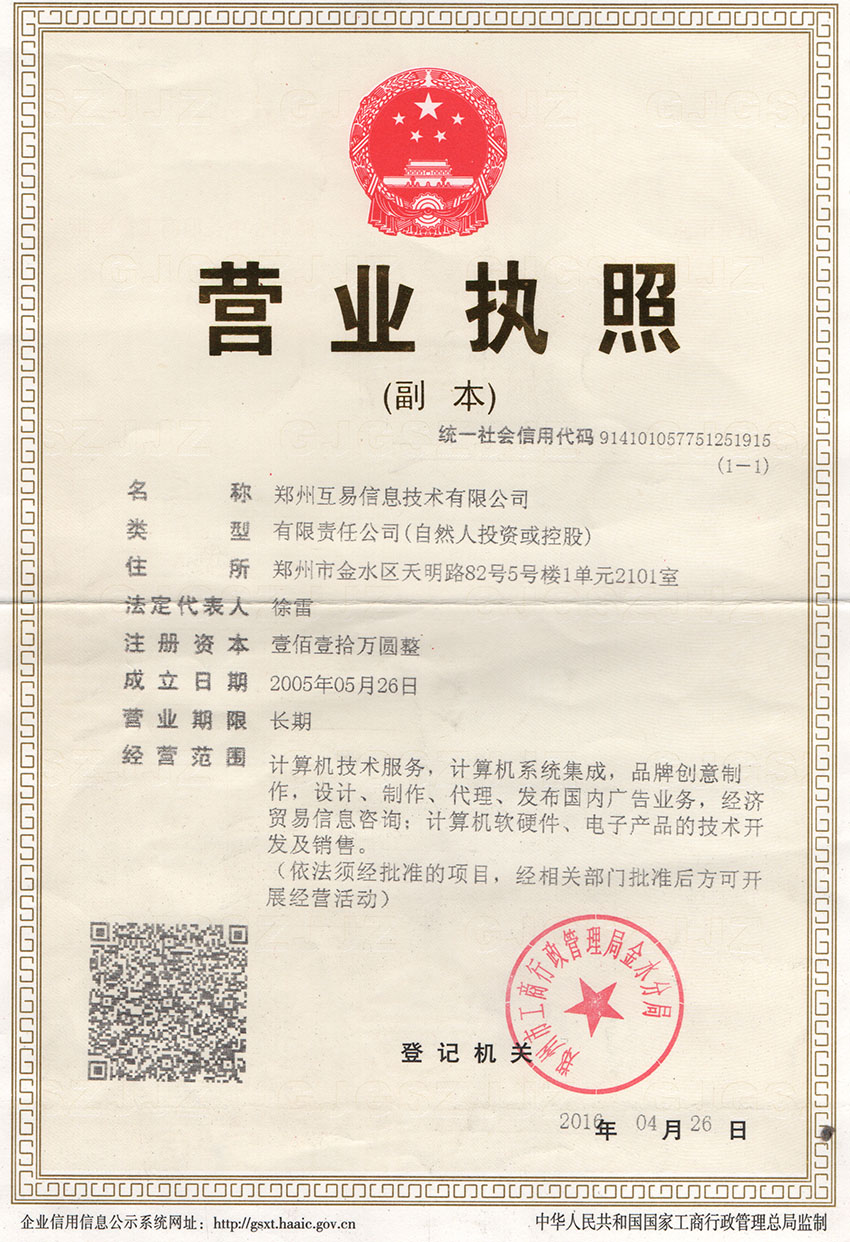 营业执照
(副 本)
统一社会信用代码 914101057751251915
(1-1)
名 称 郑州互易信息技术有限公司
类 型 有限责任公司(自然人投资或控股)
住 所 郑州市金水区天明路82号5号楼1单元2101室
法定代表人 徐雷
注册资本 壹佰壹拾万圆整
成立日期 2005年05月26日
营业期限 长期
经营范围 计算机技术服务，计算机系统集成，品牌创意制
作，设计、制作、代理、发布国内广告业务，经济
贸易信息咨询；计算机软硬件、电子产品的技术开
发及销售。
（依法须经批准的项目，经相关部门批准后方可开
展经营活动）
郑州市工商行政管理局金水分局
登记机关
2016年 04月26日
企业信用信息公示系统网址：http://gsxt.haaic.gov.cn
中华人民共和国国家工商行政管理总局监制